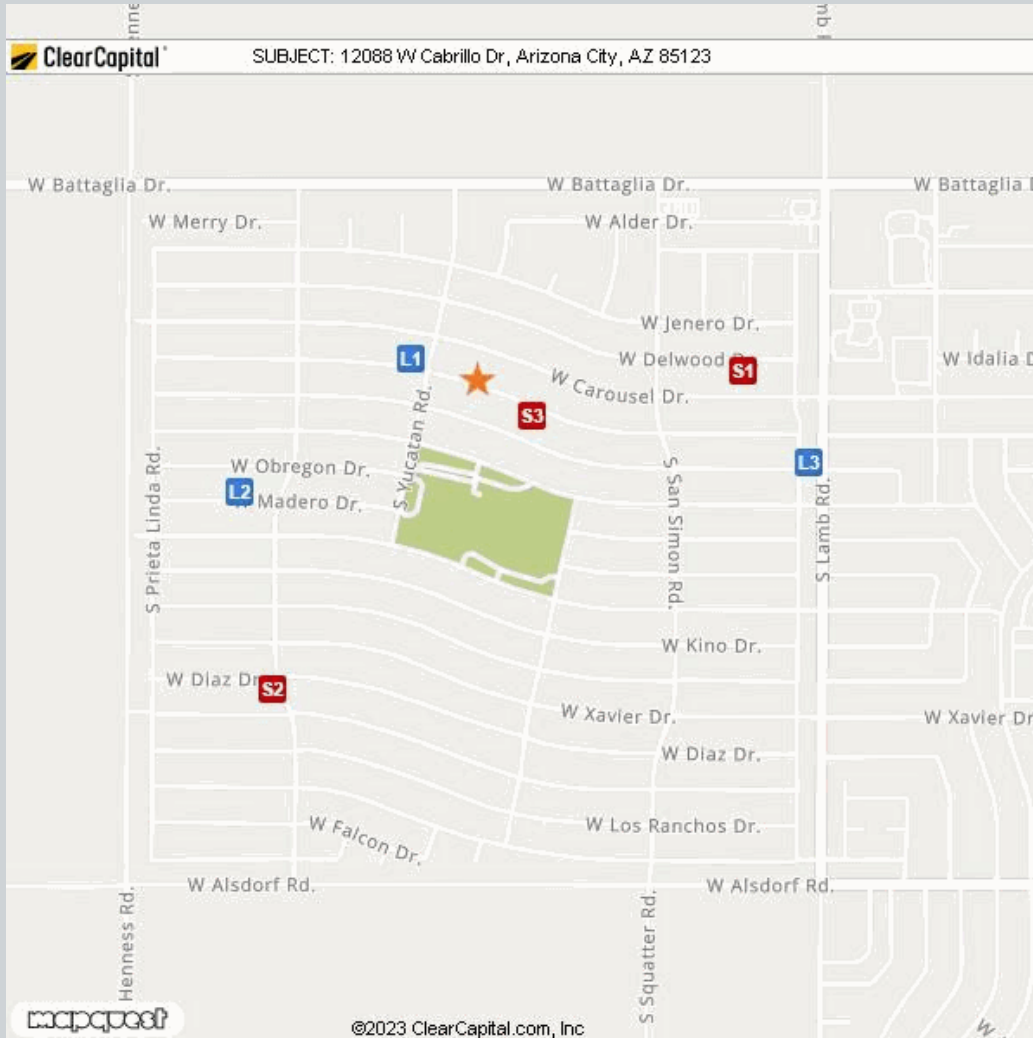 ClearCapital
SUBJECT: 12088 W Cabrillo Dr, Arizona City, AZ 85123
W Battaglia Dr.
W Battaglia Dr.
W Battaglia
W Merry Dr.
W Alder Dr.
W Jenero Dr.
L1
W Delwood
S1
W Idalia
W Carousel Dr.
S3
S Yucatan Rd.
S Prieta Linda Rd.
W Obregon Dr.
L2
Madero Dr.
S San Simon Rd.
L3
S Lamb Rd.
W Kino Dr.
W Diaz Dr
S2
W Xavier Dr.
W Xavier Dr
W Diaz Dr.
W Falcon Dr.
W Los Ranchos Dr.
W Alsdorf Rd.
W Alsdorf Rd.
Henness Rd.
S Squatter Rd.
mapquest
©2023 ClearCapital.com, Inc
W